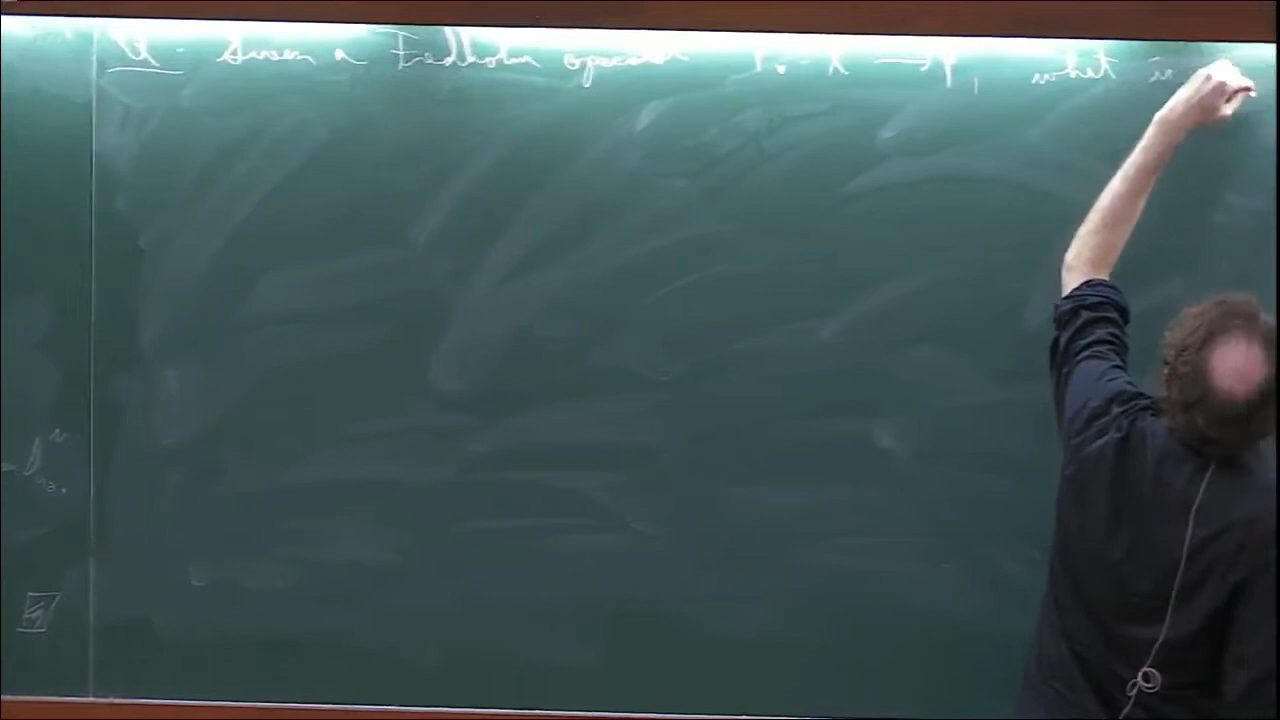 Q. Given a Fredholm operator P: X → Y, what is